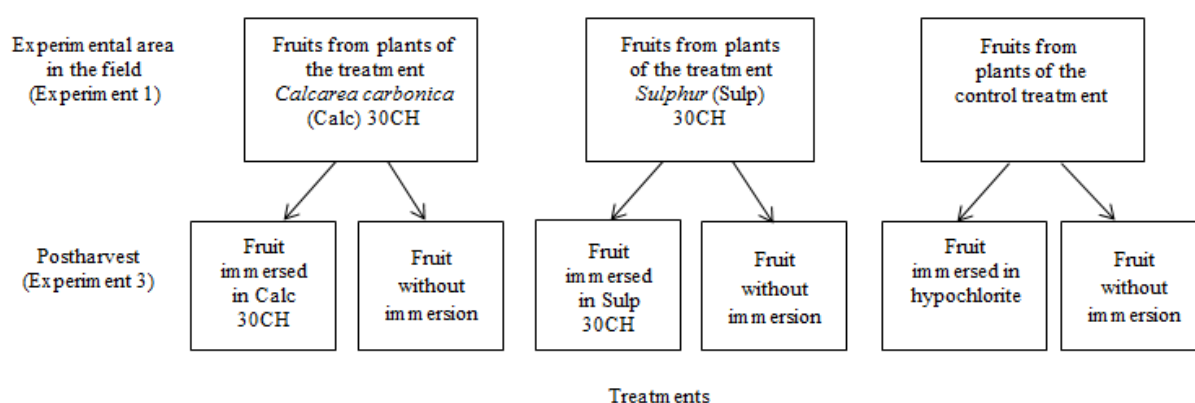 Experimental area
in the field
(Experiment 1)
Fruits from plants of
the treatment
Calcarea carbonica
(Calc) 30CH
Fruits from plants
of the treatment
Sulphur (Sulp)
30CH
Fruits from
plants of the
control treatment
Postharvest
(Experiment 3)
Fruit
immersed
in Calc
30CH
Fruit
without
immersion
Fruit
immersed
in Sulp
30CH
Fruit
without
immersion
Fruit
immersed in
hypochlorite
Fruit
without
immersion
Treatments